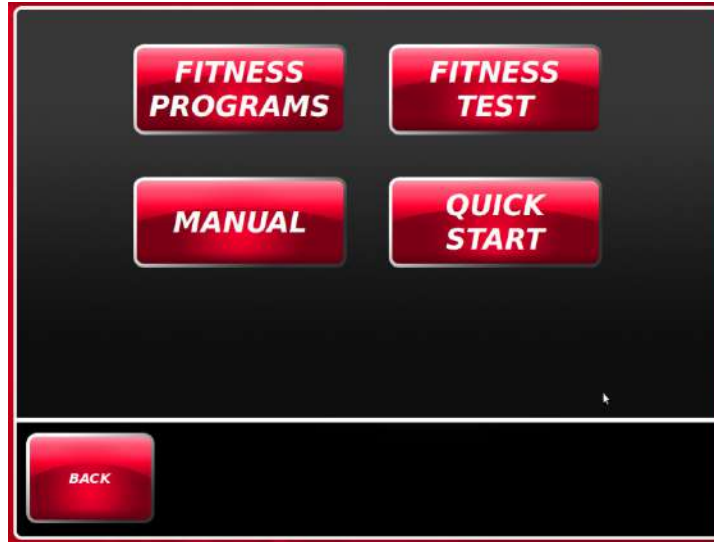 FITNESS
PROGRAMS
FITNESS
TEST
MANUAL
QUICK
START
BACK